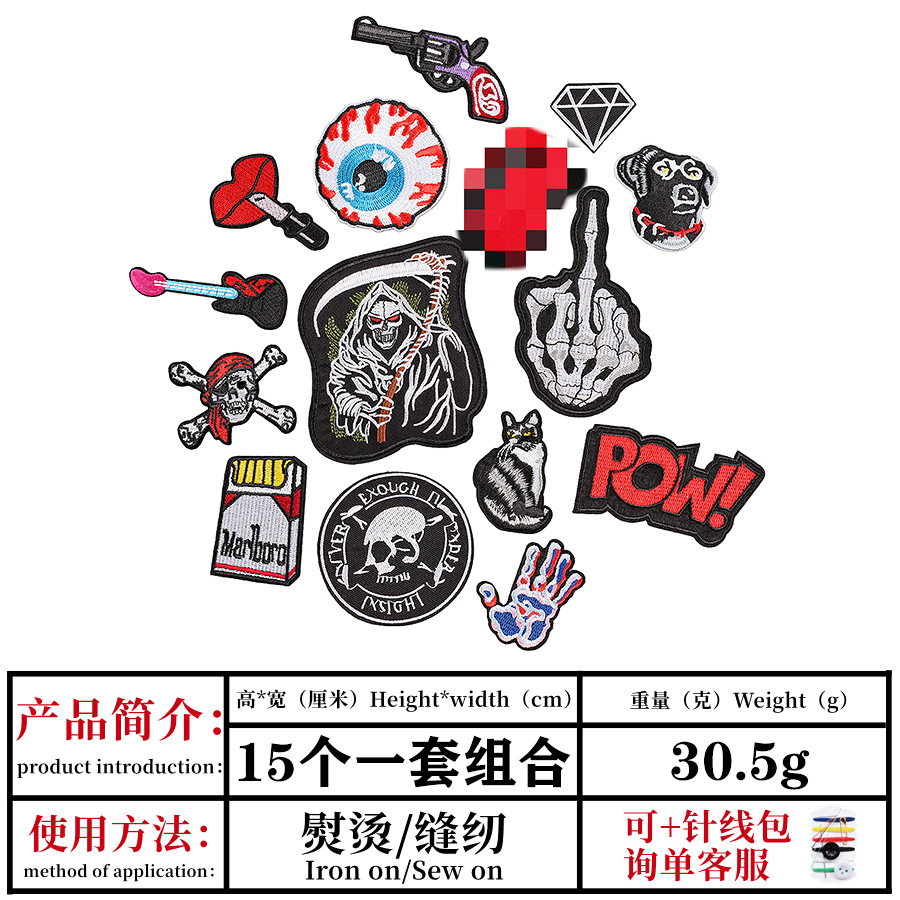 POW!
Marlboro
EXOUGH
INSIGHT
产品简介:
product introduction:
高*宽（厘米）Height*width（cm）
重量（克）Weight（g）
15个一套组合
30.5g
使用方法:
method of application:
熨烫/缝纫
Iron on/Sew on
可+针线包
询单客服